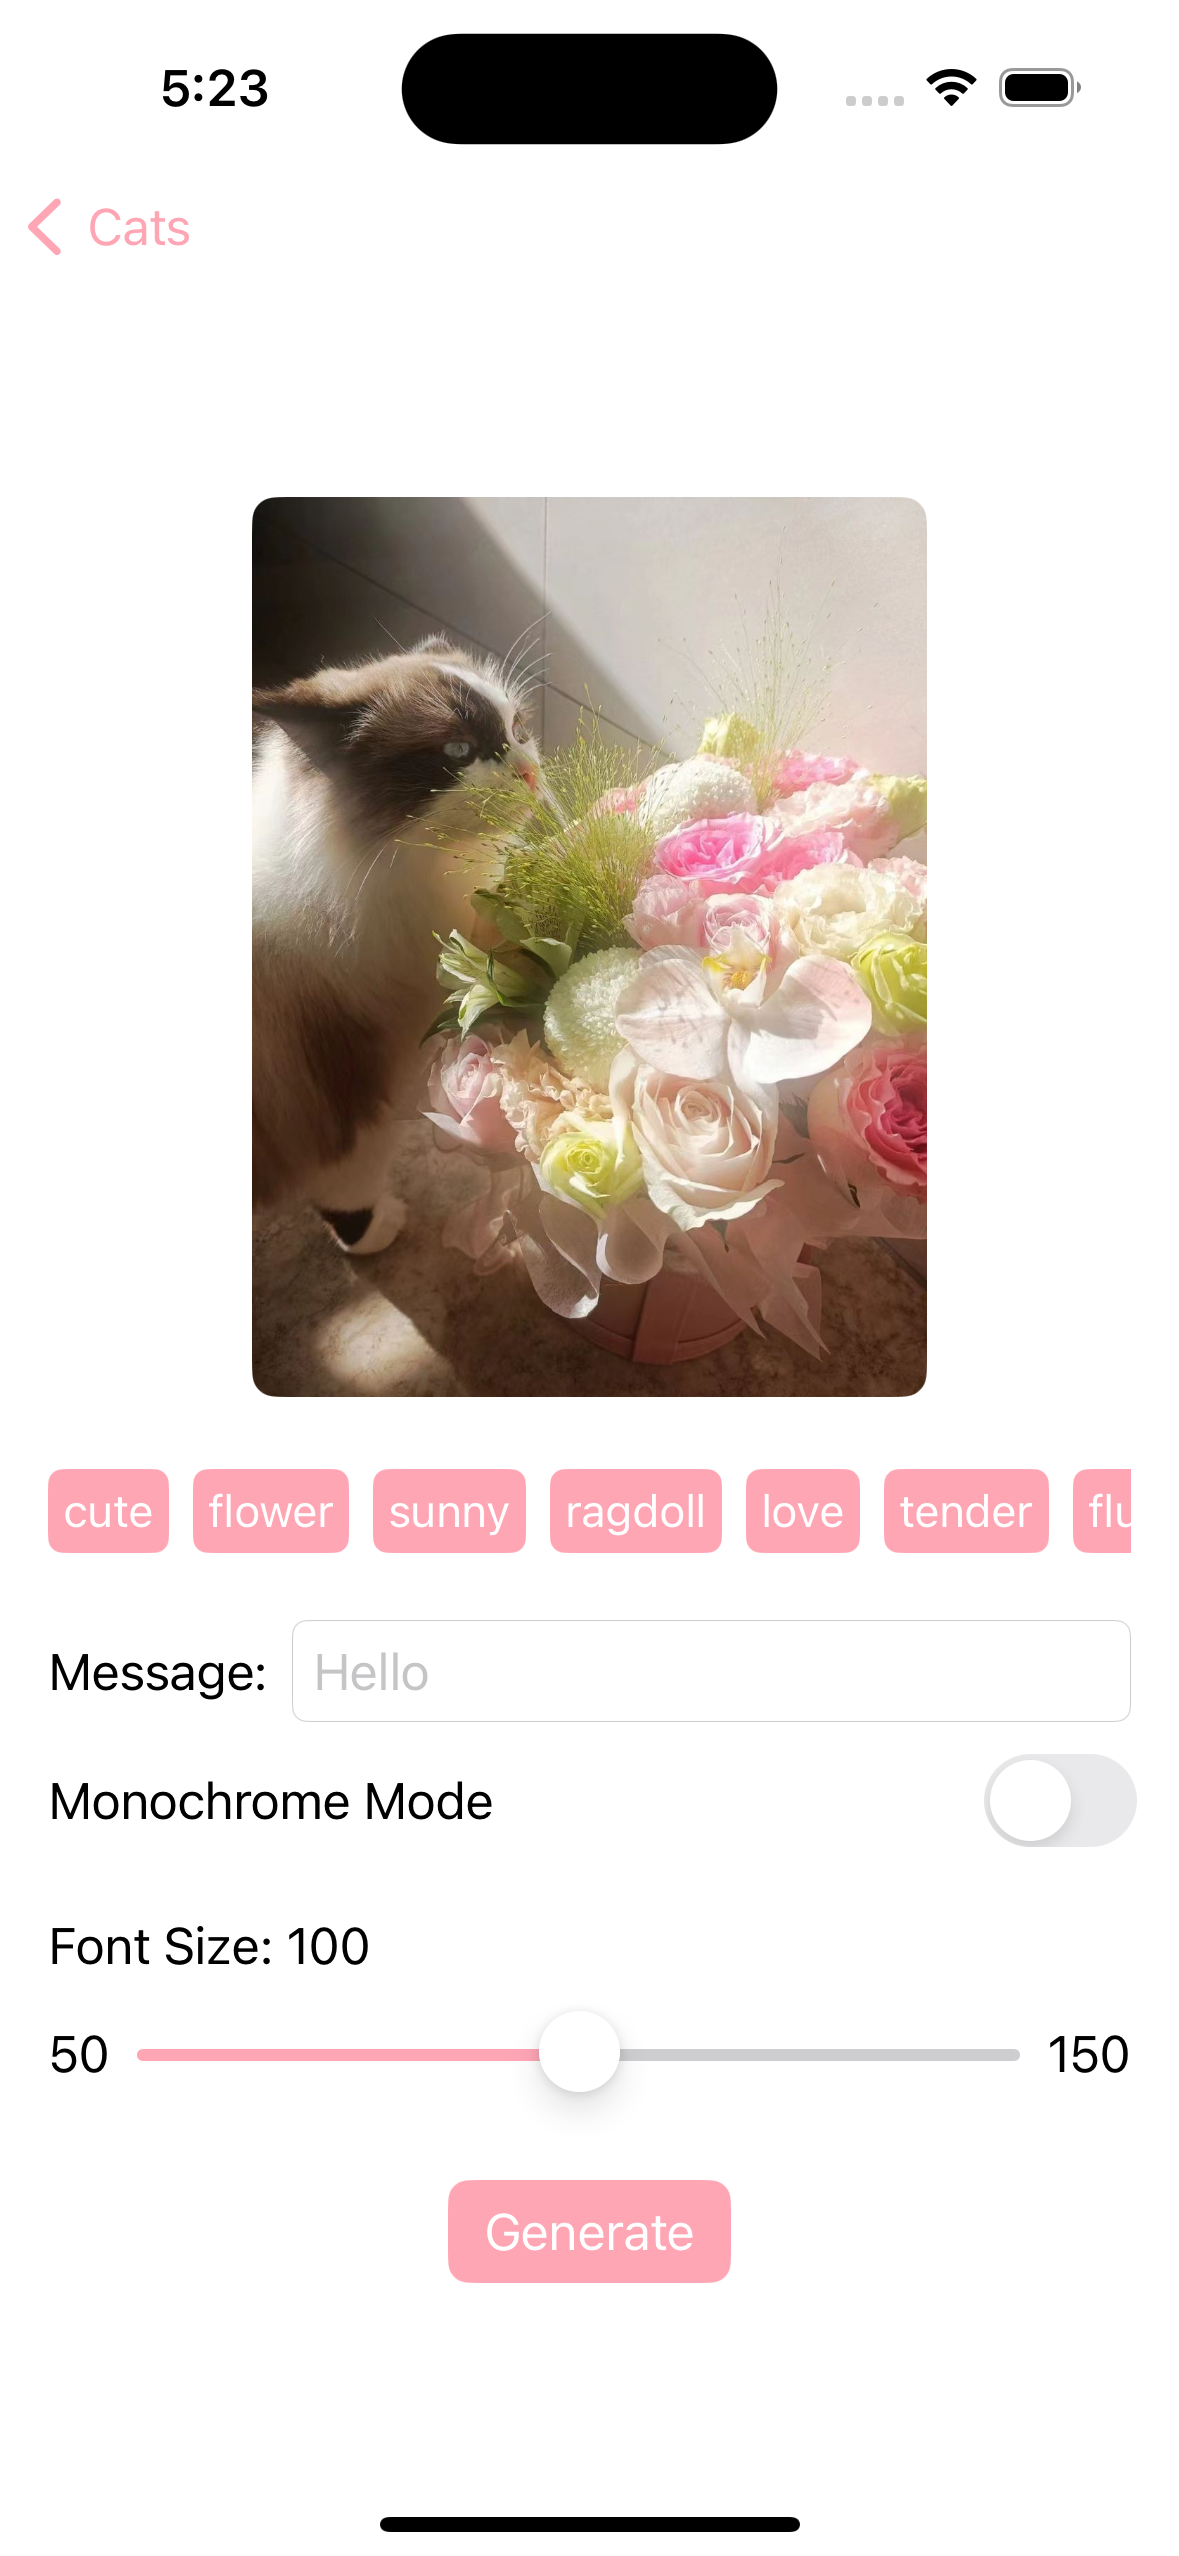 5:23
Cats
cute flower sunny ragdoll love tender flu
Message: Hello
Monochrome Mode
Font Size: 100
50 150
Generate